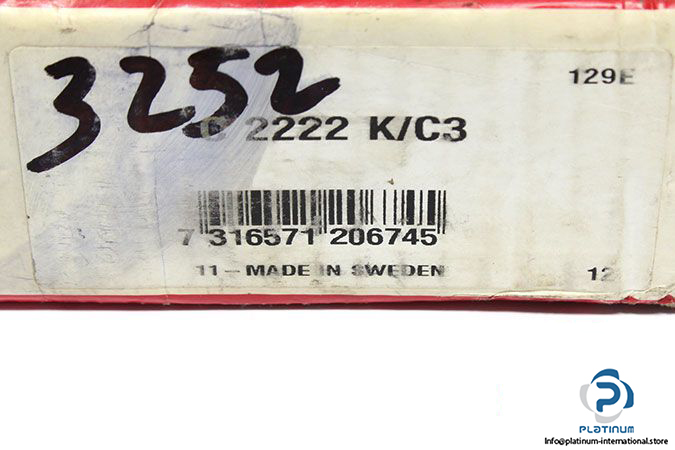 3252
129E
C 2222 K/C3
7 316571 206745
11 - MADE IN SWEDEN
12
PLATINUM
Info@platinum-international.store